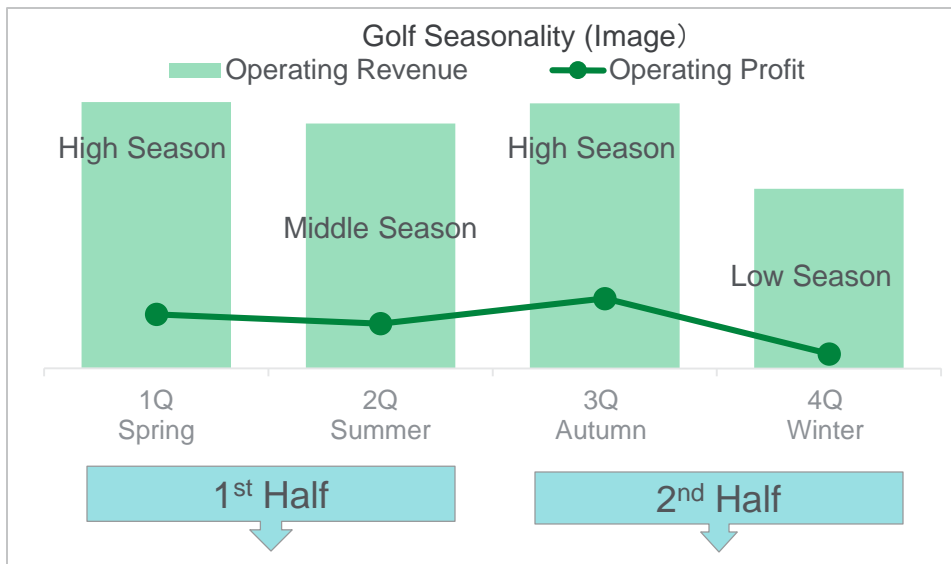 Golf Seasonality (Image）
Operating Revenue
Operating Profit
High Season
Middle Season
High Season
Low Season
1Q
Spring
2Q
Summer
3Q
Autumn
4Q
Winter
1st Half
2nd Half